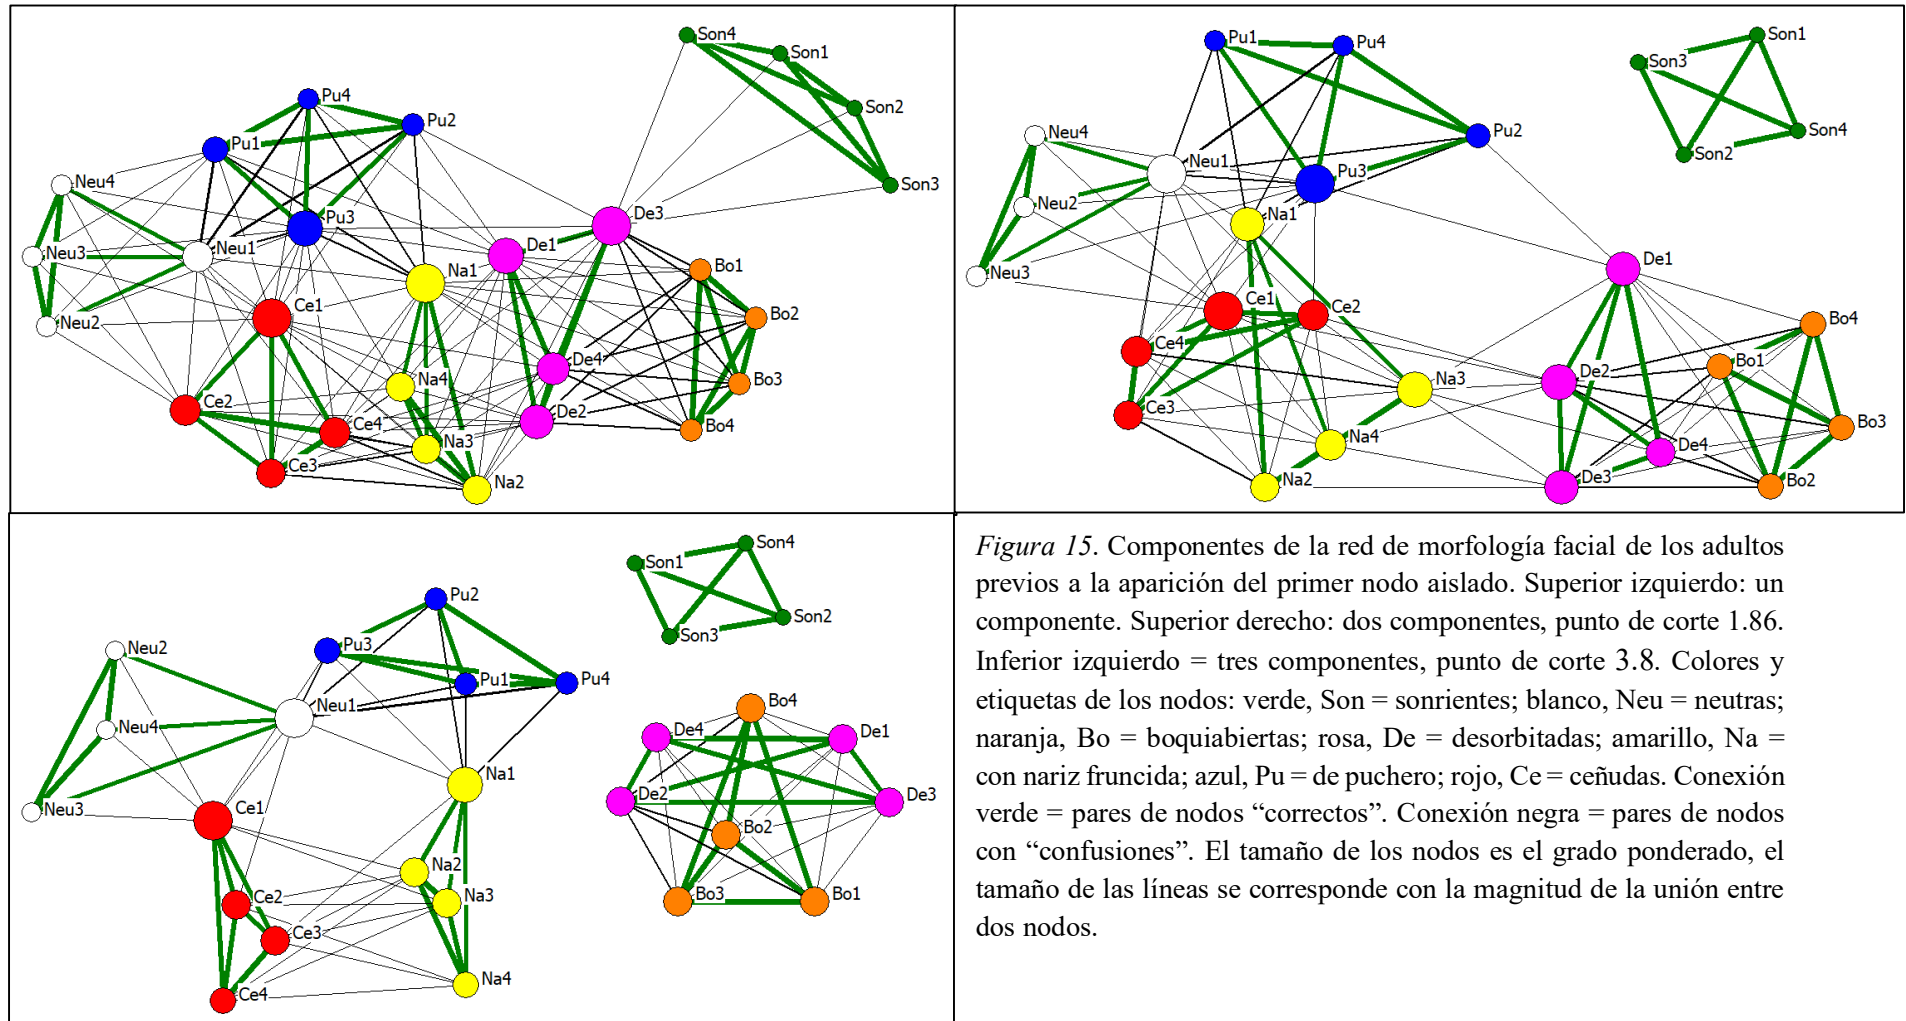 Son4
Son1
Son2
Son3
Pu4
Pu2
Pu1
Neu4
Pu3
De3
Neu3
Neu1
De1
Na1
Bo1
Ce1
Neu2
Bo2
De4
Na4
Bo3
Ce2
De2
Ce4
Bo4
Na3
Ce3
Na2
Pu1
Pu4
Son1
Son3
Son4
Son2
Neu4
Pu2
Neu1
Pu3
Neu2
Na1
Neu3
De1
Ce1
Ce2
Bo4
Ce4
Bo1
De2
Na3
Ce3
Bo3
Na4
De4
Na2
De3
Bo2
Son4
Son1
Son2
Son3
Pu2
Pu3
Neu2
Pu1
Pu4
Neu1
Neu4
Bo4
De4
De1
Na1
De2
De3
Neu3
Ce1
Bo2
Na2
Ce2
Na3
Bo3
Bo1
Ce3
Na4
Ce4
Figura 15. Componentes de la red de morfología facial de los adultos
previos a la aparición del primer nodo aislado. Superior izquierdo: un
componente. Superior derecho: dos componentes, punto de corte 1.86.
Inferior izquierdo = tres componentes, punto de corte 3.8. Colores y
etiquetas de los nodos: verde, Son = sonrientes; blanco, Neu = neutras;
naranja, Bo = boquiabiertas; rosa, De = desorbitadas; amarillo, Na =
con nariz fruncida; azul, Pu = de puchero; rojo, Ce = ceñudas. Conexión
verde = pares de nodos “correctos”. Conexión negra = pares de nodos
con “confusiones”. El tamaño de los nodos es el grado ponderado, el
tamaño de las líneas se corresponde con la magnitud de la unión entre
dos nodos.